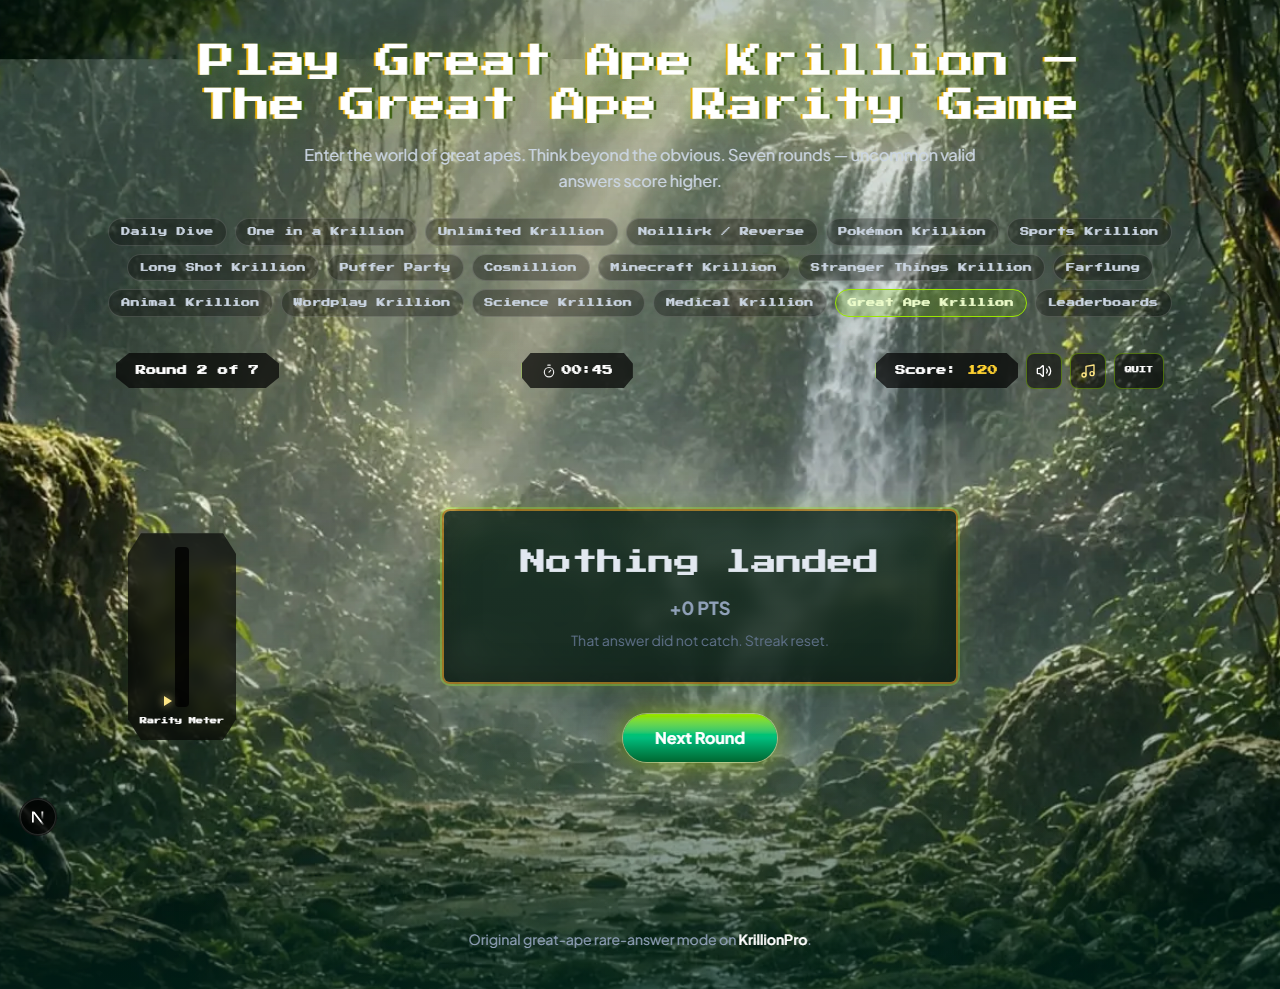 Play Great Ape Krillion —
The Great Ape Rarity Game
Enter the world of great apes. Think beyond the obvious. Seven rounds — uncommon valid
answers score higher.
Daily Dive
One in a Krillion
Unlimited Krillion
Noillirk / Reverse
Pokémon Krillion
Sports Krillion
Long Shot Krillion
Puffer Party
Cosmillion
Minecraft Krillion
Stranger Things Krillion
Farflung
Animal Krillion
Wordplay Krillion
Science Krillion
Medical Krillion
Great Ape Krillion
Leaderboards
Round 2 of 7
00:45
Score: 120
QUIT
Nothing landed
+0 PTS
That answer did not catch. Streak reset.
Rarity Meter
Next Round
N
Original great-ape rare-answer mode on KrillionPro.